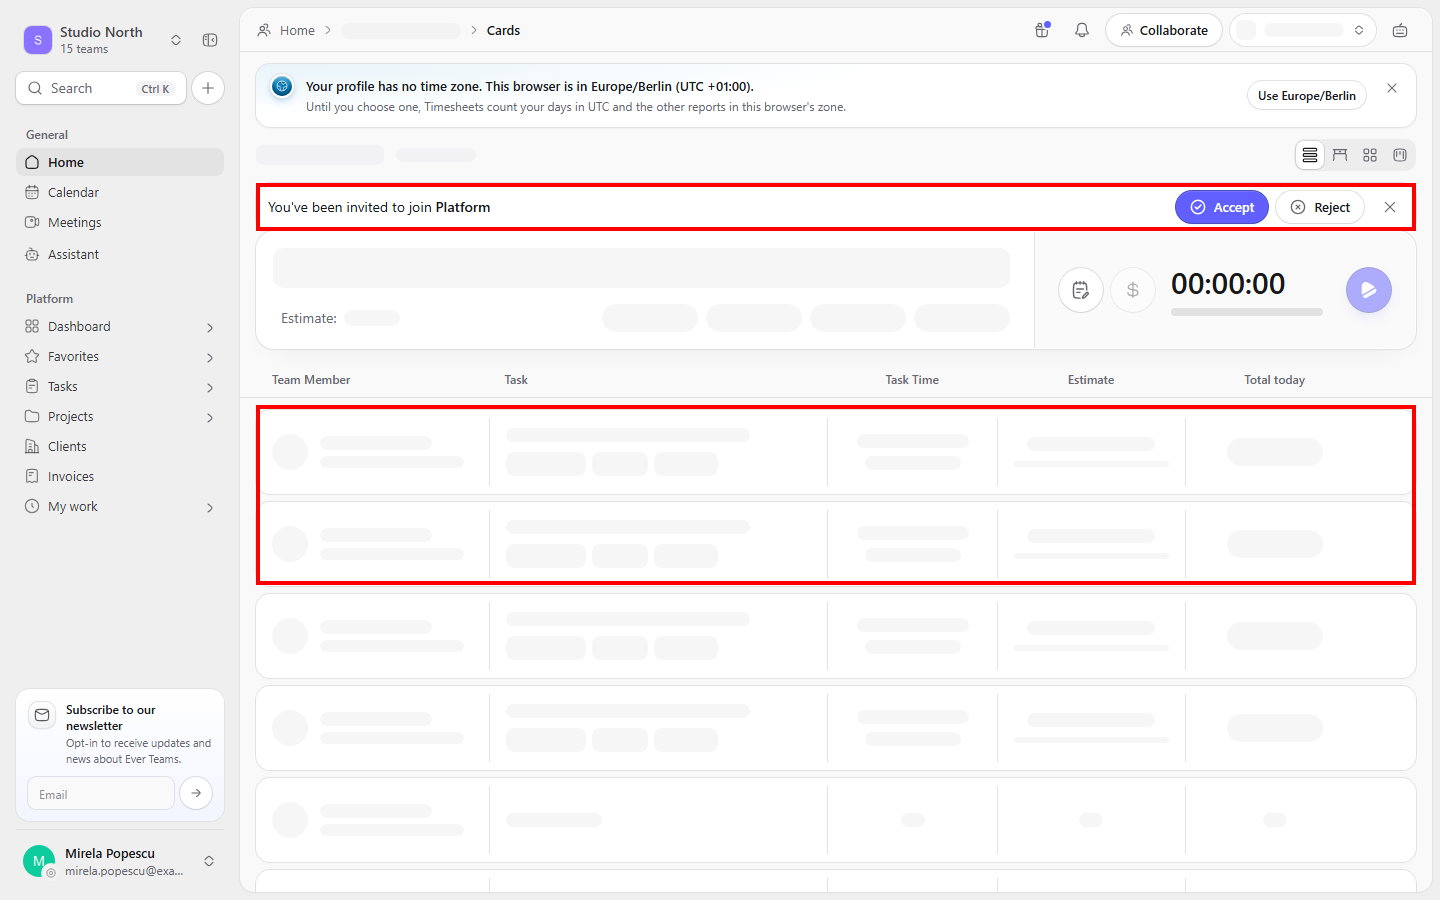 S
Studio North
15 teams
Search
Ctrl K
General
Home
Calendar
Meetings
Assistant
Platform
Dashboard
Favorites
Tasks
Projects
Clients
Invoices
My work
Subscribe to our
newsletter
Opt-in to receive updates and
news about Ever Teams.
Email
M
Mirela Popescu
mirela.popescu@exa...
Home
Cards
Collaborate
Your profile has no time zone. This browser is in Europe/Berlin (UTC +01:00).
Until you choose one, Timesheets count your days in UTC and the other reports in this browser's zone.
Use Europe/Berlin
You've been invited to join Platform
Accept
Reject
Estimate:
$
00:00:00
Team Member
Task
Task Time
Estimate
Total today